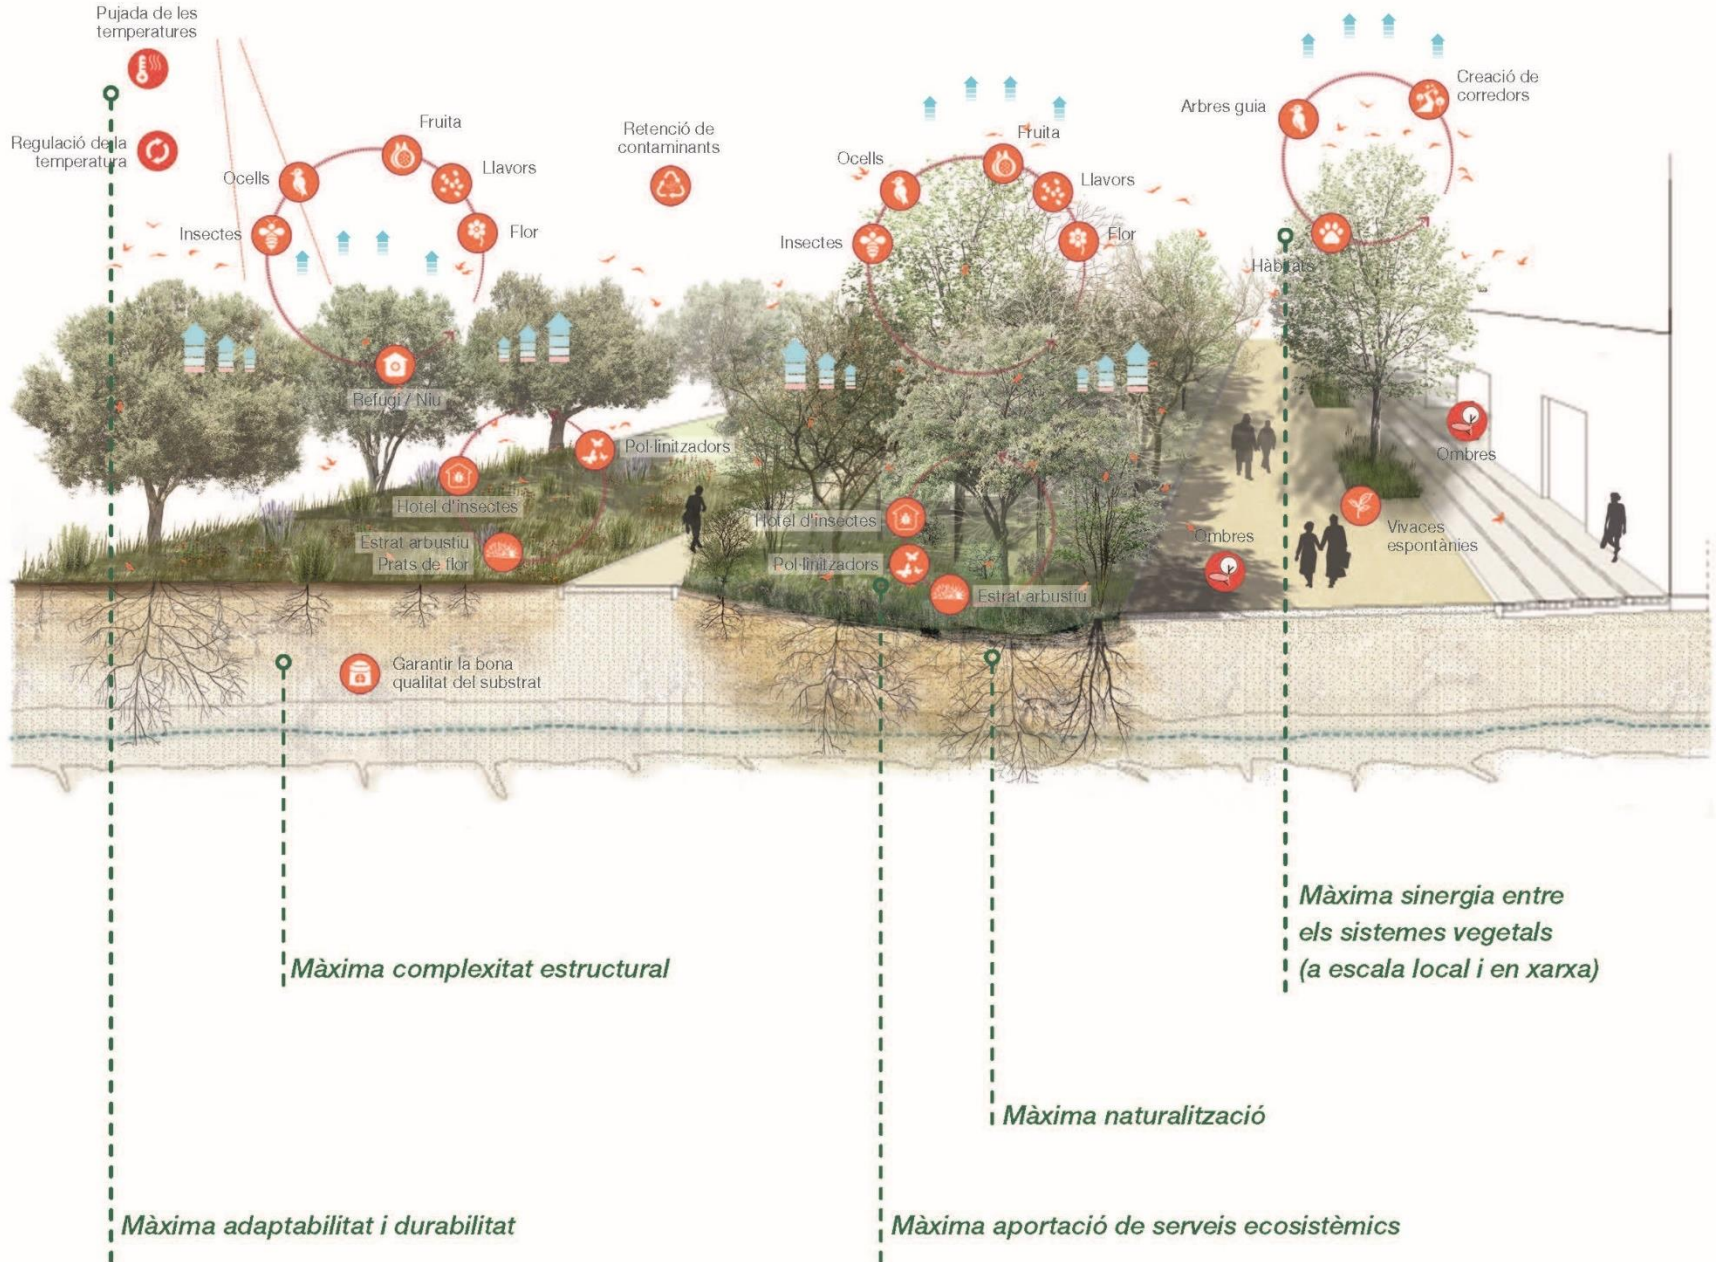 Pujada de les
temperatures
Regulació de la
temperatura
Fruita
Ocells
Llavors
Insectes
Flor
Refugi / Niu
Retenció de
contaminants
Pol·linitzadors
Hotel d'insectes
Estrat arbustiu
Prats de flor
Garantir la bona
qualitat del substrat
Fruita
Ocells
Llavors
Insectes
Flor
Hotel d'insectes
Pol·linitzadors
Estrat arbustiu
Arbres guia
Creació de
corredors
Hàbitats
Ombres
Ombres
Vivaces
espontànies
Màxima sinergia entre
els sistemes vegetals
(a escala local i en xarxa)
Màxima complexitat estructural
Màxima naturalització
Màxima adaptabilitat i durabilitat
Màxima aportació de serveis ecosistèmics